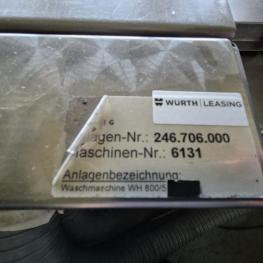 WÜRTH LEASING
agen-Nr.: 246.706.000
aschinen-Nr.: 6131
Anlagenbezeichnung:
Waschmaschine WH 800/5